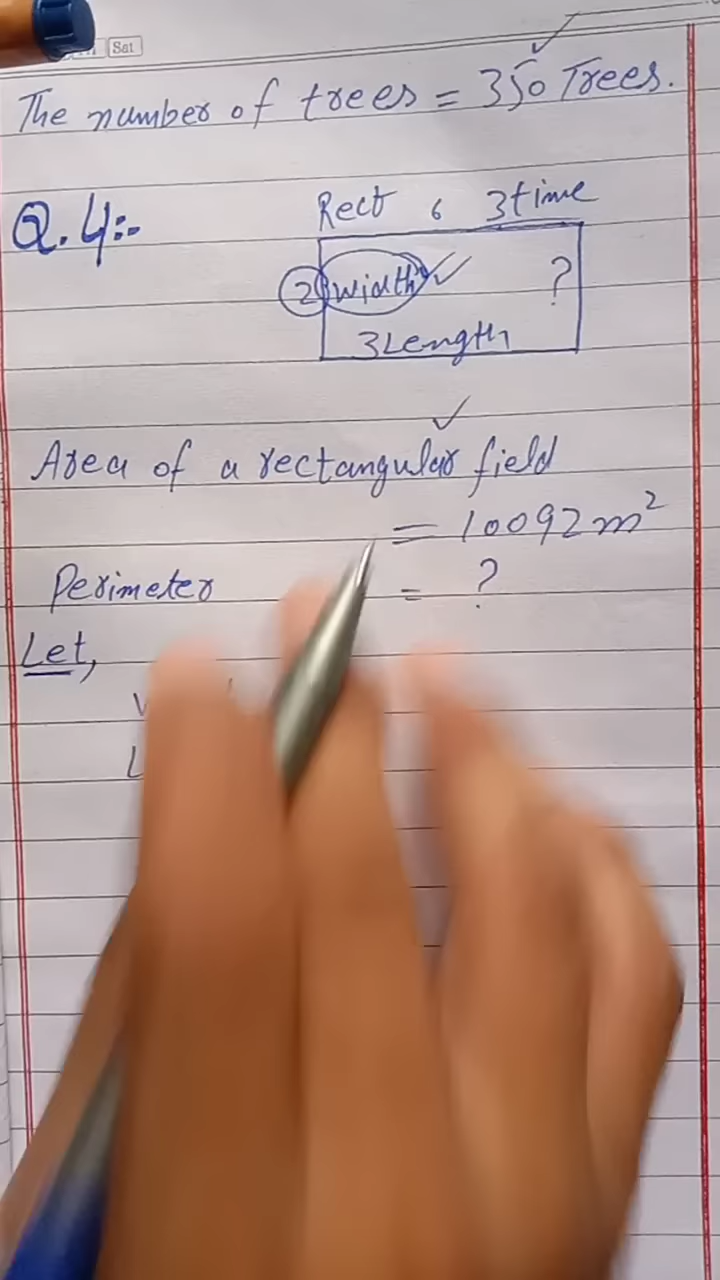 Sat
The number of trees = 350 Trees.
Q.4:-
Rect 6 3time
2 width ?
3Length
Area of a rectangular field
= 10092 m²
Perimeter = ?
Let,